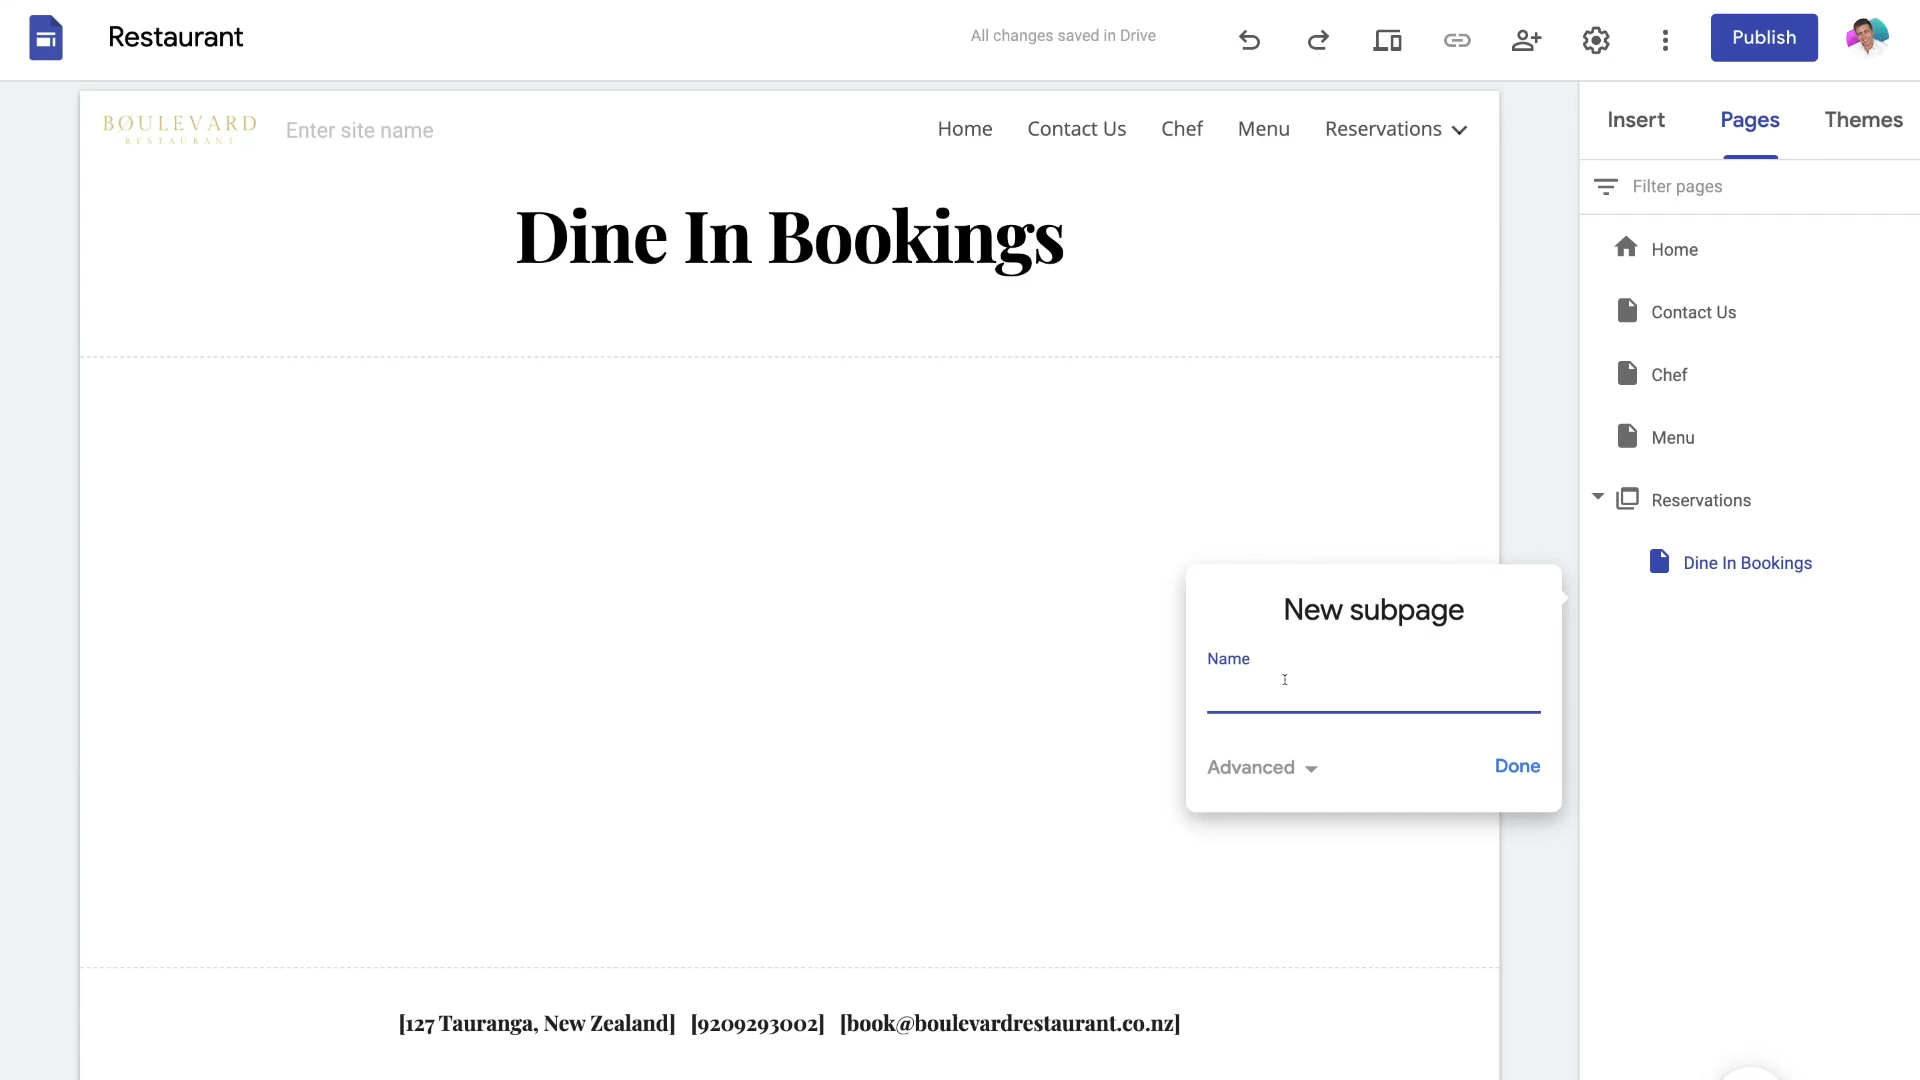 Restaurant
All changes saved in Drive
Publish
BØULEVARD
RESTAURANT
Enter site name
Home
Contact Us
Chef
Menu
Reservations
Dine In Bookings
Insert
Pages
Themes
Filter pages
Home
Contact Us
Chef
Menu
Reservations
Dine In Bookings
New subpage
Name
Advanced
Done
[127 Tauranga, New Zealand] [9209293002] [book@boulevardrestaurant.co.nz]